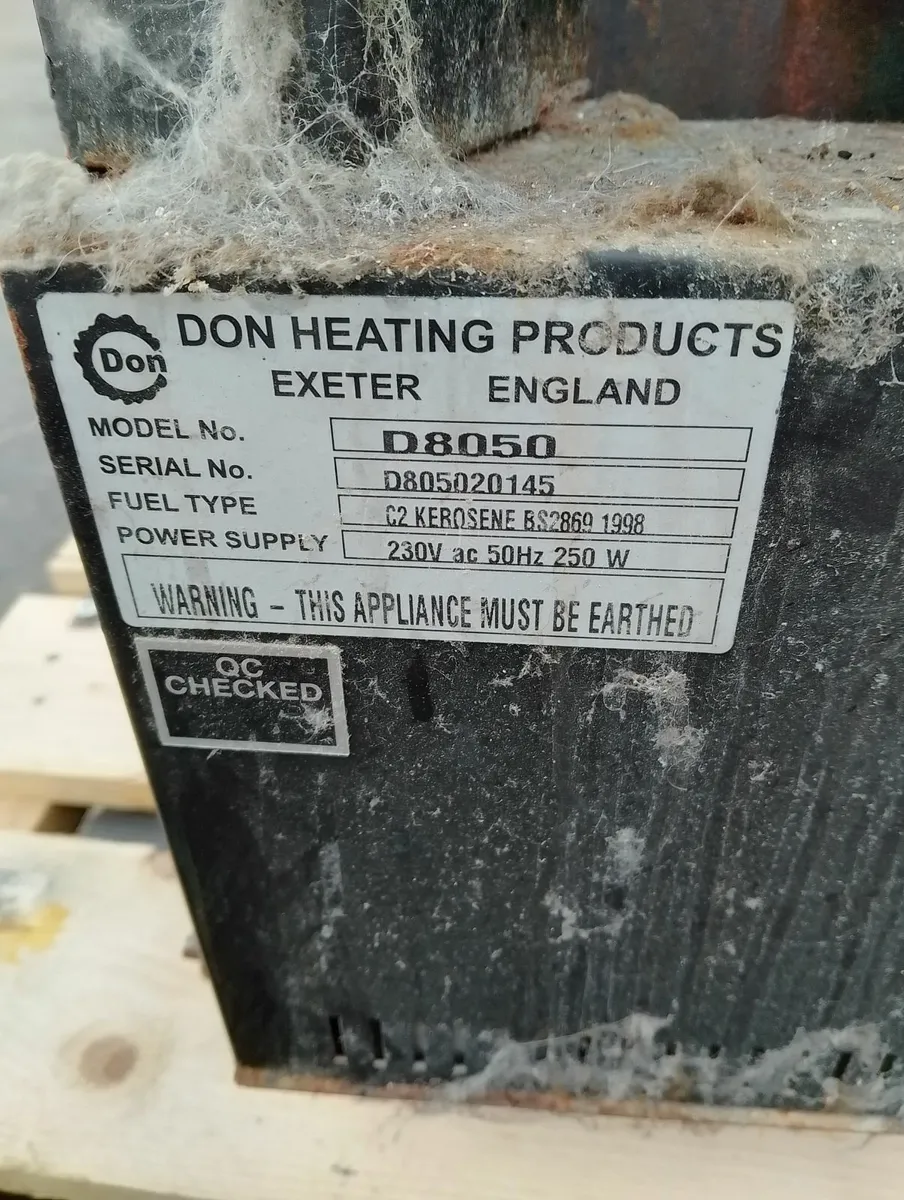 Don
DON HEATING PRODUCTS
EXETER ENGLAND
MODEL No. D8050
SERIAL No. D805020145
FUEL TYPE C2 KEROSENE BS2869 1998
POWER SUPPLY 230V ac 50Hz 250 W
WARNING – THIS APPLIANCE MUST BE EARTHED
QC
CHECKED